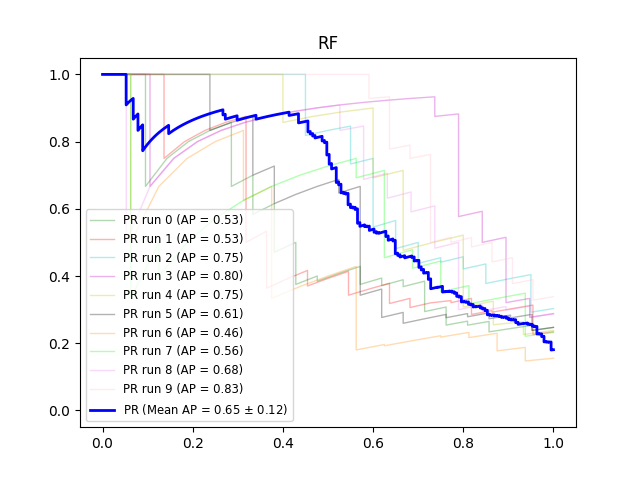 RF
1.0
0.8
0.6
0.4
0.2
0.0
PR run 0 (AP = 0.53)
PR run 1 (AP = 0.53)
PR run 2 (AP = 0.75)
PR run 3 (AP = 0.80)
PR run 4 (AP = 0.75)
PR run 5 (AP = 0.61)
PR run 6 (AP = 0.46)
PR run 7 (AP = 0.56)
PR run 8 (AP = 0.68)
PR run 9 (AP = 0.83)
PR (Mean AP = 0.65 ± 0.12)
0.0 0.2 0.4 0.6 0.8 1.0